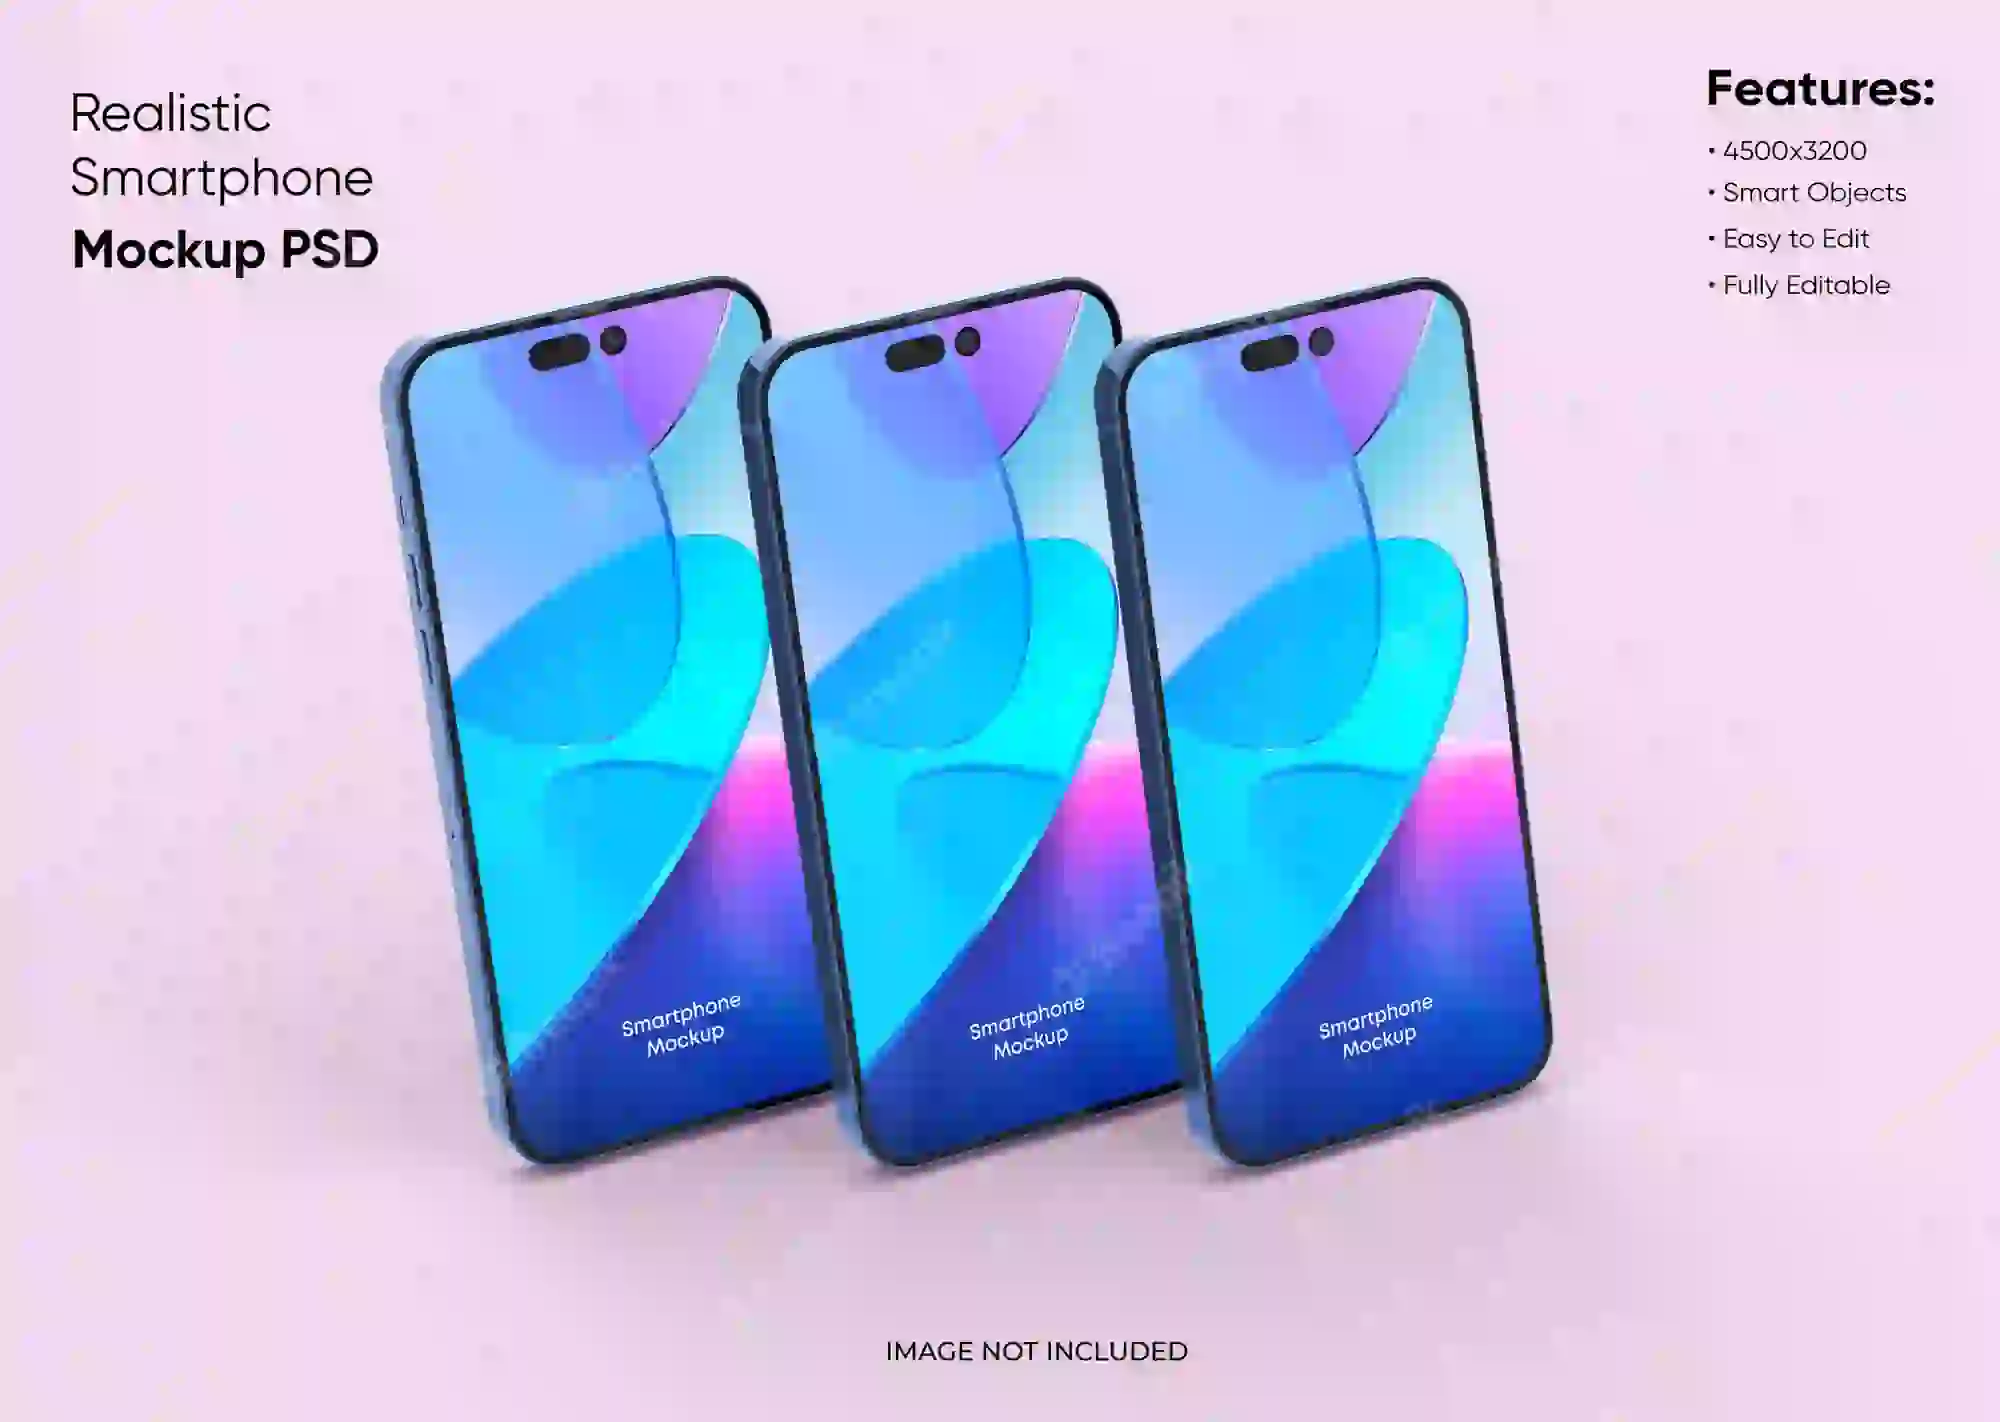 Realistic
Smartphone
Mockup PSD
Features:
• 4500x3200
• Smart Objects
• Easy to Edit
• Fully Editable
Smartphone
Mockup
Smartphone
Mockup
Smartphone
Mockup
IMAGE NOT INCLUDED